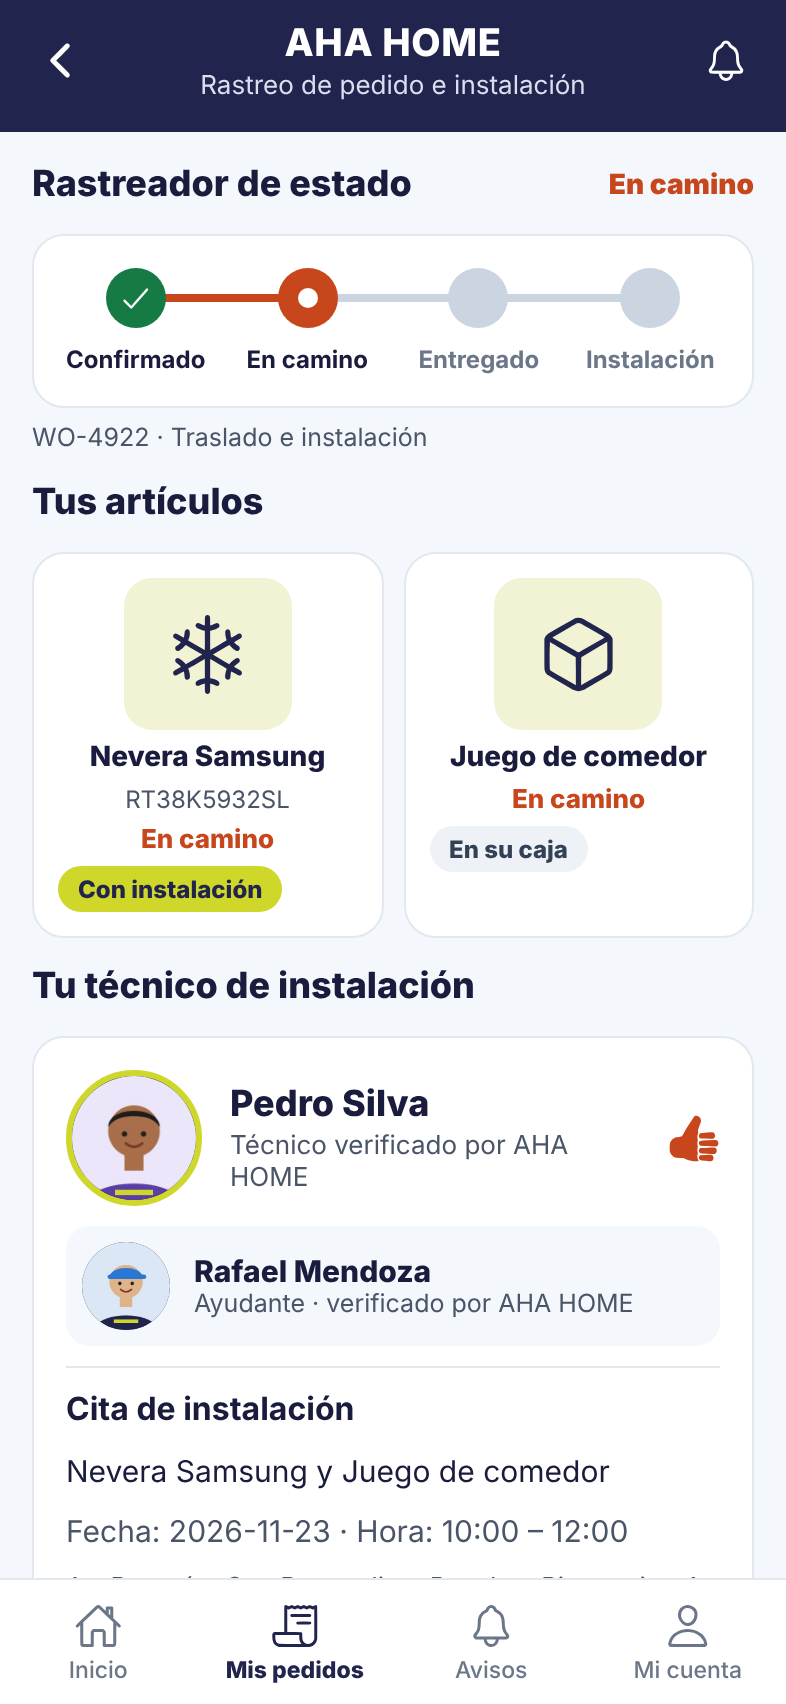 AHA HOME
Rastreo de pedido e instalación
Rastreador de estado
En camino
Confirmado
En camino
Entregado
Instalación
WO-4922 · Traslado e instalación
Tus artículos
Nevera Samsung
RT38K5932SL
En camino
Con instalación
Juego de comedor
En camino
En su caja
Tu técnico de instalación
Pedro Silva
Técnico verificado por AHA
HOME
Rafael Mendoza
Ayudante · verificado por AHA HOME
Cita de instalación
Nevera Samsung y Juego de comedor
Fecha: 2026-11-23 · Hora: 10:00 – 12:00
Inicio
Mis pedidos
Avisos
Mi cuenta